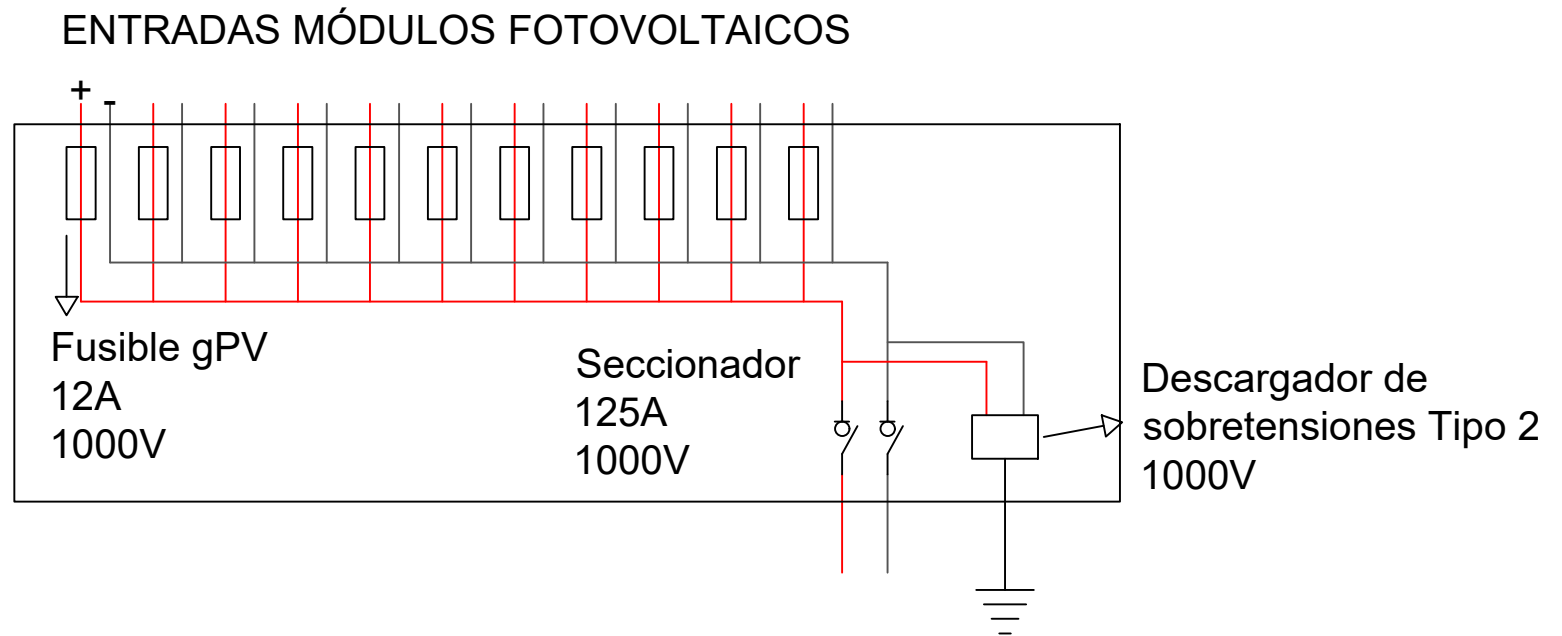 ENTRADAS MÓDULOS FOTOVOLTAICOS
+ -
Fusible gPV
12A
1000V
Seccionador
125A
1000V
Descargador de
sobretensiones Tipo 2
1000V